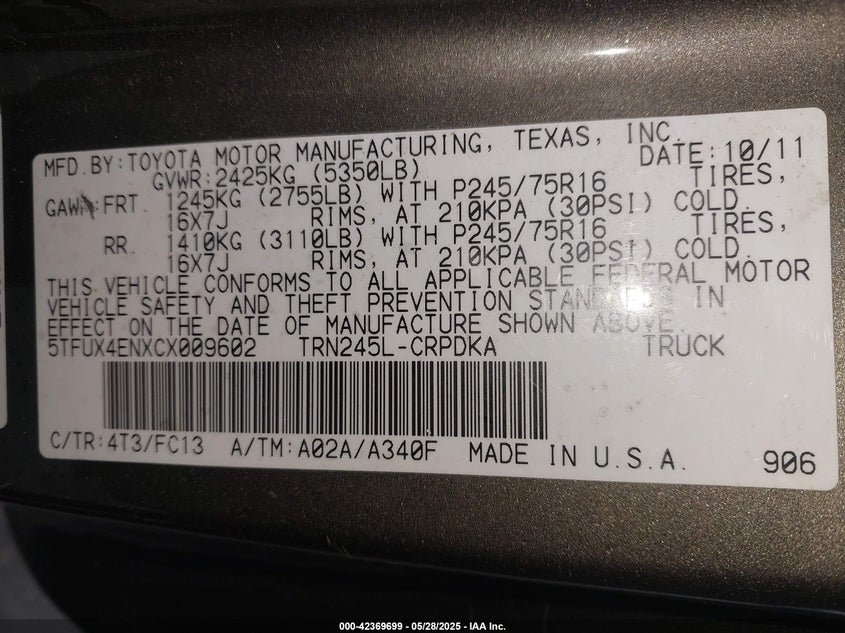 MFD.BY:TOYOTA MOTOR MANUFACTURING, TEXAS, INC.
GVWR:2425KG (5350LB) DATE:10/11
GAWR:FRT. 1245KG (2755LB) WITH P245/75R16 TIRES,
16X7J RIMS, AT 210KPA (30PSI) COLD.
RR. 1410KG (3110LB) WITH P245/75R16 TIRES,
16X7J RIMS, AT 210KPA (30PSI) COLD.
THIS VEHICLE CONFORMS TO ALL APPLICABLE FEDERAL MOTOR
VEHICLE SAFETY AND THEFT PREVENTION STANDARDS IN
EFFECT ON THE DATE OF MANUFACTURE SHOWN ABOVE.
5TFUX4ENXCX009602 TRN245L-CRPDKA TRUCK
C/TR:4T3/FC13 A/TM:A02A/A340F MADE IN U.S.A. 906
000-42369699 — 05/28/2025 — IAA Inc.